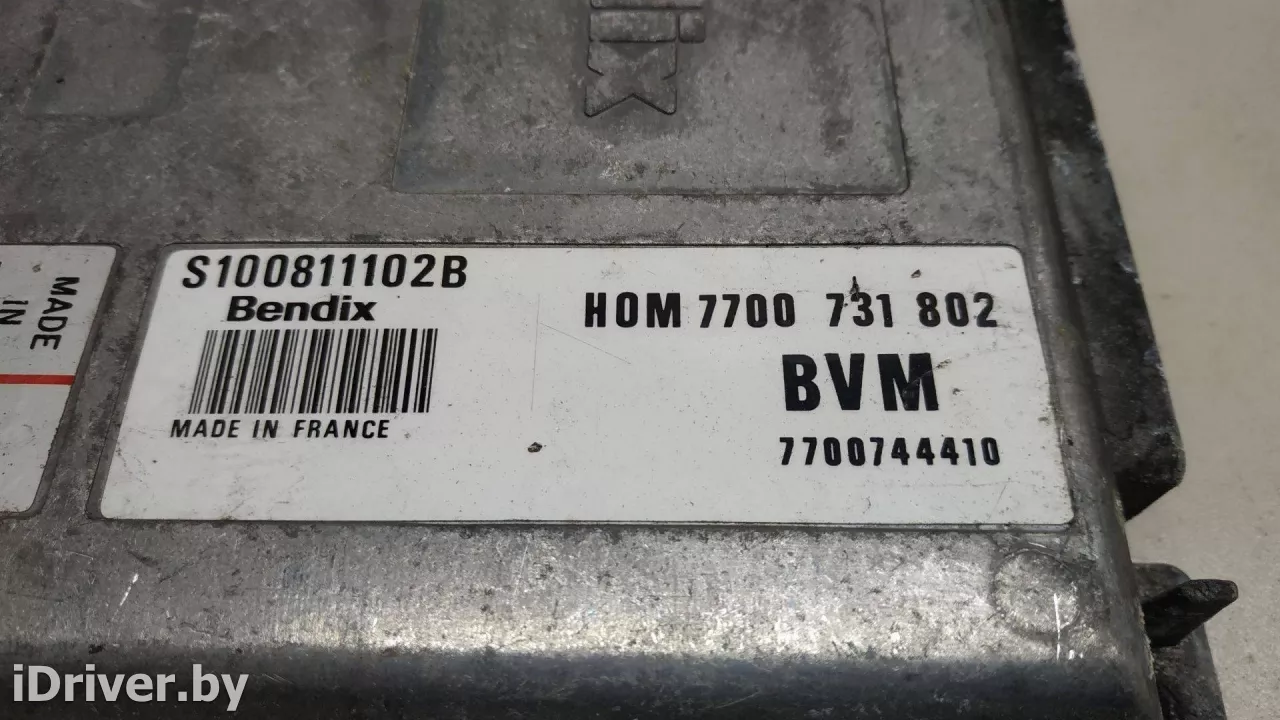 S100811102B
Bendix
MADE IN FRANCE
HOM 7700 731 802
BVM
7700744410
MADE
IN
iDriver.by